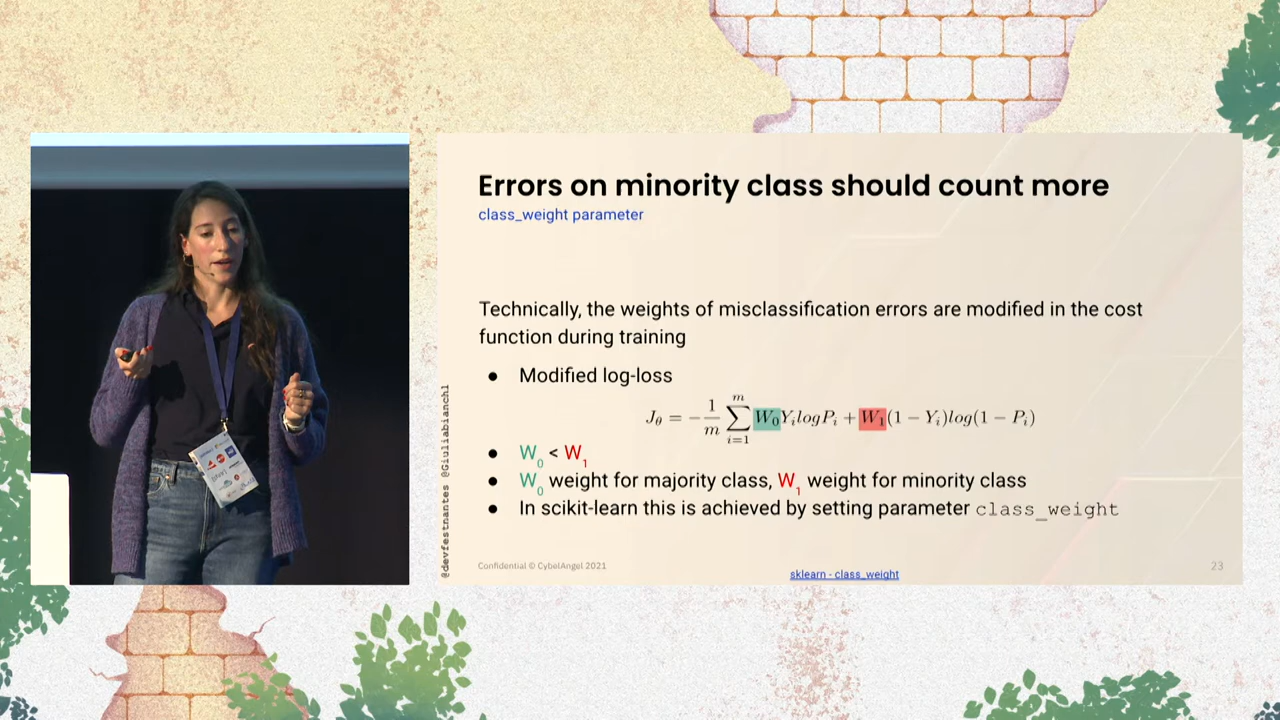 Errors on minority class should count more
class_weight parameter
Technically, the weights of misclassification errors are modified in the cost
function during training
● Modified log-loss
J_θ = −\frac{1}{m} \sum_{i=1}^{m} W_0 Y_i log P_i + W_1 (1 − Y_i) log(1 − P_i)
● W_0 < W_1
● W_0 weight for majority class, W_1 weight for minority class
● In scikit-learn this is achieved by setting parameter class_weight
@devfestnantes @Giuliabianchl
Confidential © CybelAngel 2021
sklearn - class_weight
23